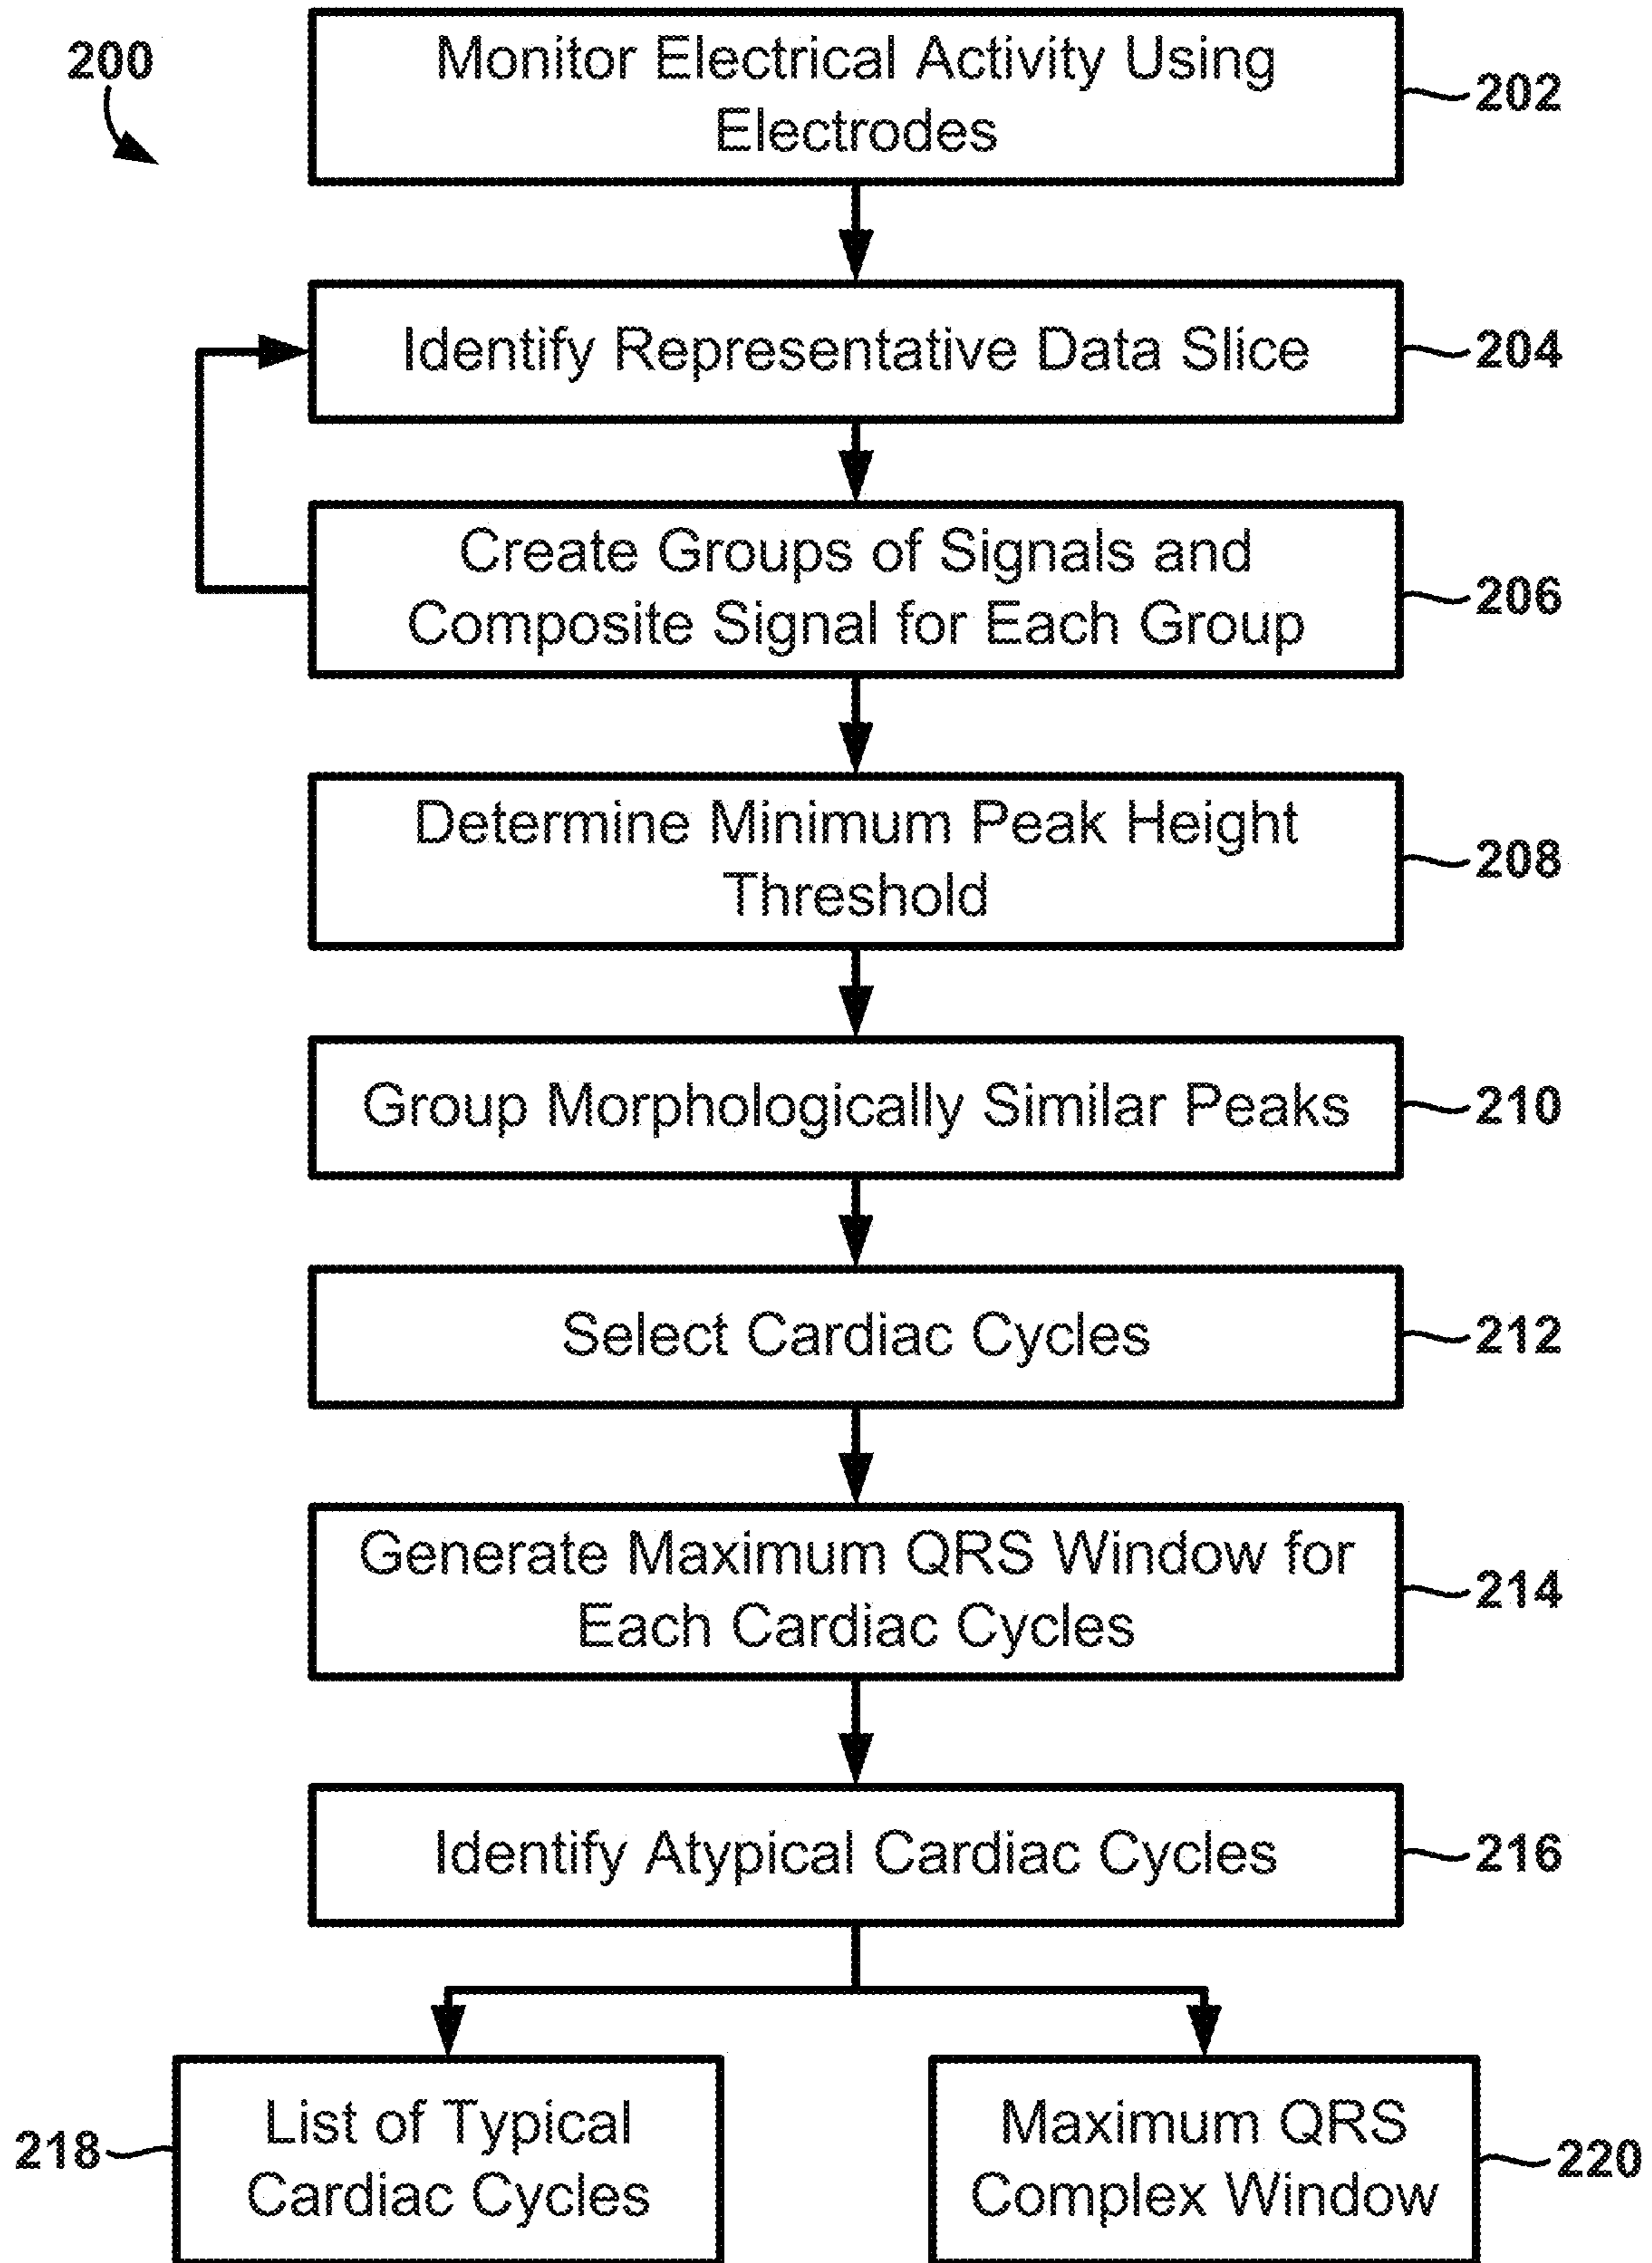 200
Monitor Electrical Activity Using
Electrodes
202
Identify Representative Data Slice
204
Create Groups of Signals and
Composite Signal for Each Group
206
Determine Minimum Peak Height
Threshold
208
Group Morphologically Similar Peaks
210
Select Cardiac Cycles
212
Generate Maximum QRS Window for
Each Cardiac Cycles
214
Identify Atypical Cardiac Cycles
216
218
List of Typical
Cardiac Cycles
Maximum QRS
Complex Window
220